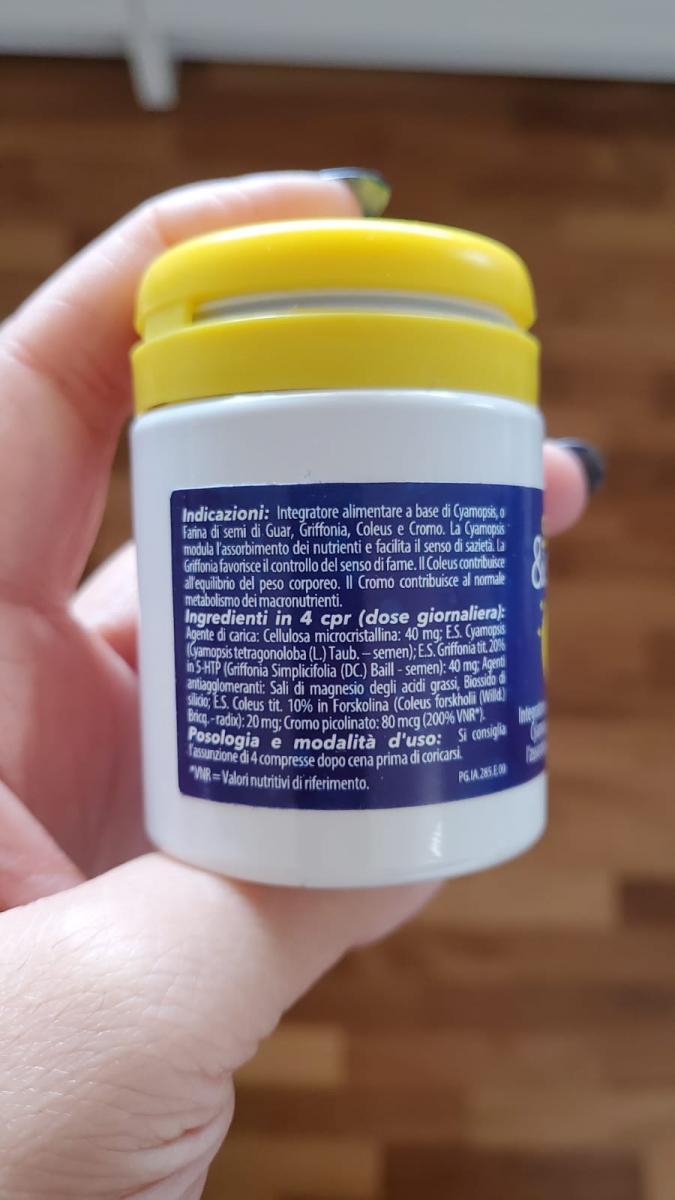 Indicazioni: Integratore alimentare a base di Cyamopsis, o
Farina di semi di Guar, Griffonia, Coleus e Cromo. La Cyamopsis
modula l'assorbimento dei nutrienti e facilita il senso di sazietà. La
Griffonia favorisce il controllo del senso di fame. Il Coleus contribuisce
all'equilibrio del peso corporeo. Il Cromo contribuisce al normale
metabolismo dei macronutrienti.
Ingredienti in 4 cpr (dose giornaliera):
Agente di carica: Cellulosa microcristallina: 40 mg; E.S. Cyamopsis
(Cyamopsis tetragonoloba (L.) Taub. – semen); E.S. Griffonia tit. 20%
in 5-HTP (Griffonia Simplicifolia (DC.) Baill - semen): 40 mg; Agenti
antiagglomeranti: Sali di magnesio degli acidi grassi, Biossido di
silicio; E.S. Coleus tit. 10% in Forskolina (Coleus forskholii (Willd.)
Briq. - radix): 20 mg; Cromo picolinato: 80 mcg (200% VNR*).
Posologia e modalità d'uso: Si consiglia
l'assunzione di 4 compresse dopo cena prima di coricarsi.
*VNR = Valori nutritivi di riferimento.
PG.IA.285.E.00
&